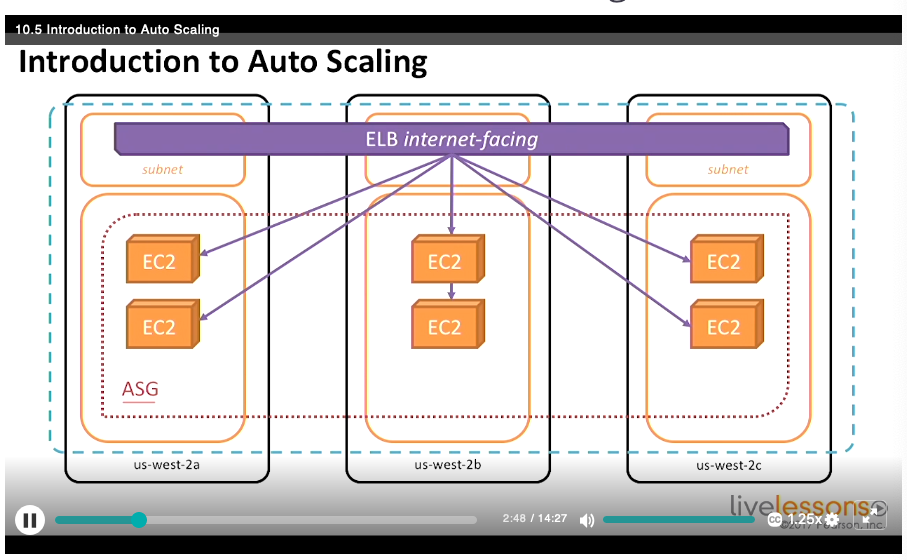 10.5 Introduction to Auto Scaling
Introduction to Auto Scaling
ELB internet-facing
subnet
subnet
EC2
EC2
EC2
EC2
EC2
EC2
ASG
us-west-2a
us-west-2b
us-west-2c
livelessons
2:48 / 14:27
CC
1.25x
©2017 Pearson, Inc.